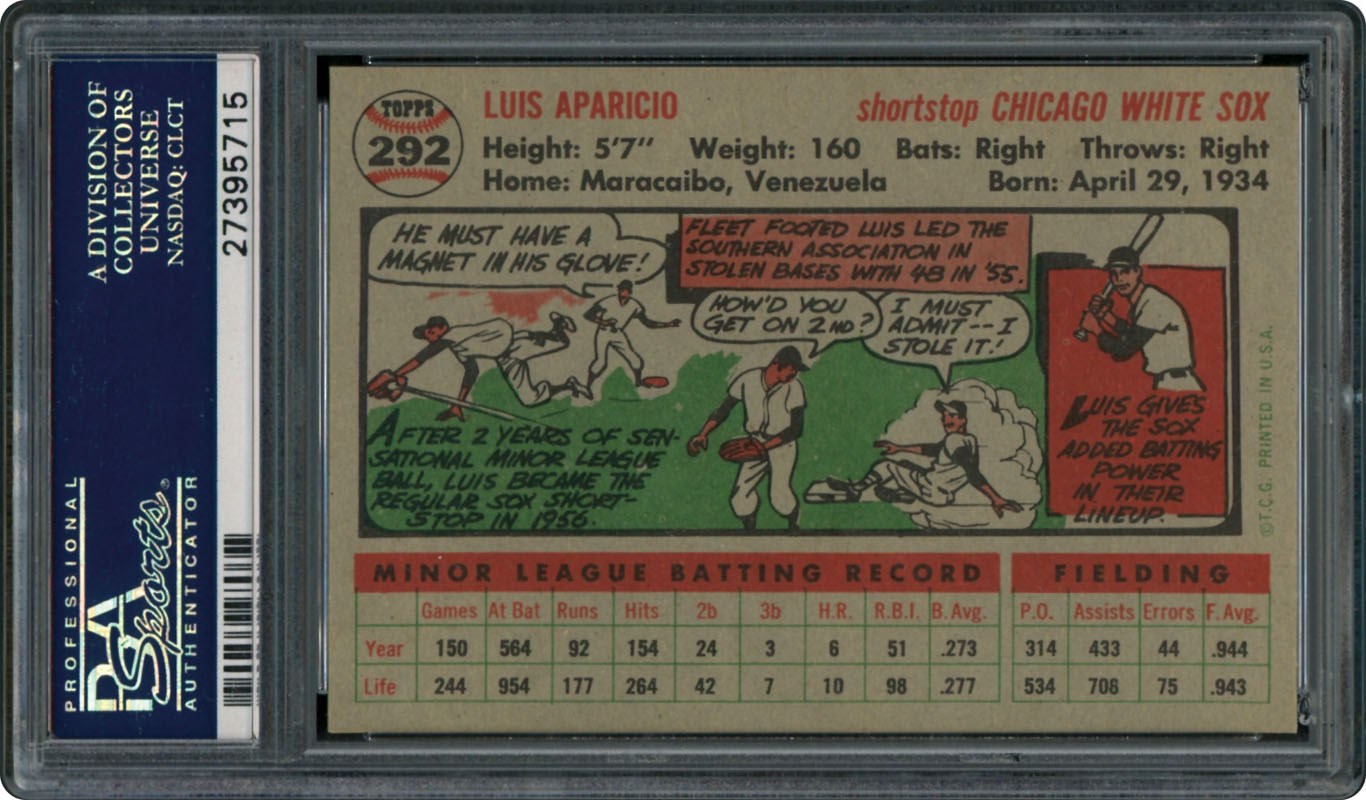 A DIVISION OF
COLLECTORS
UNIVERSE
NASDAQ: CLCT
27395715
PROFESSIONAL
PSA
Sports®
AUTHENTICATOR
TOPPS
292
LUIS APARICIO
shortstop CHICAGO WHITE SOX
Height: 5'7" Weight: 160 Bats: Right Throws: Right
Home: Maracaibo, Venezuela Born: April 29, 1934
HE MUST HAVE A
MAGNET IN HIS GLOVE!
FLEET FOOTED LUIS LED THE
SOUTHERN ASSOCIATION IN
STOLEN BASES WITH 48 IN '55.
HOW'D YOU
GET ON 2ND?
I MUST
ADMIT--I
STOLE IT!
AFTER 2 YEARS OF SEN-
SATIONAL MINOR LEAGUE
BALL, LUIS BECAME THE
REGULAR SOX SHORT-
STOP IN 1956.
LUIS GIVES
THE SOX
ADDED BATTING
POWER
IN THEIR
LINEUP.
©T.C.G. PRINTED IN U.S.A.
MINOR LEAGUE BATTING RECORD FIELDING
Games At Bat Runs Hits 2b 3b H.R. R.B.I. B. Avg. P.O. Assists Errors F. Avg.
Year 150 564 92 154 24 3 6 51 .273 314 433 44 .944
Life 244 954 177 264 42 7 10 98 .277 534 706 75 .943